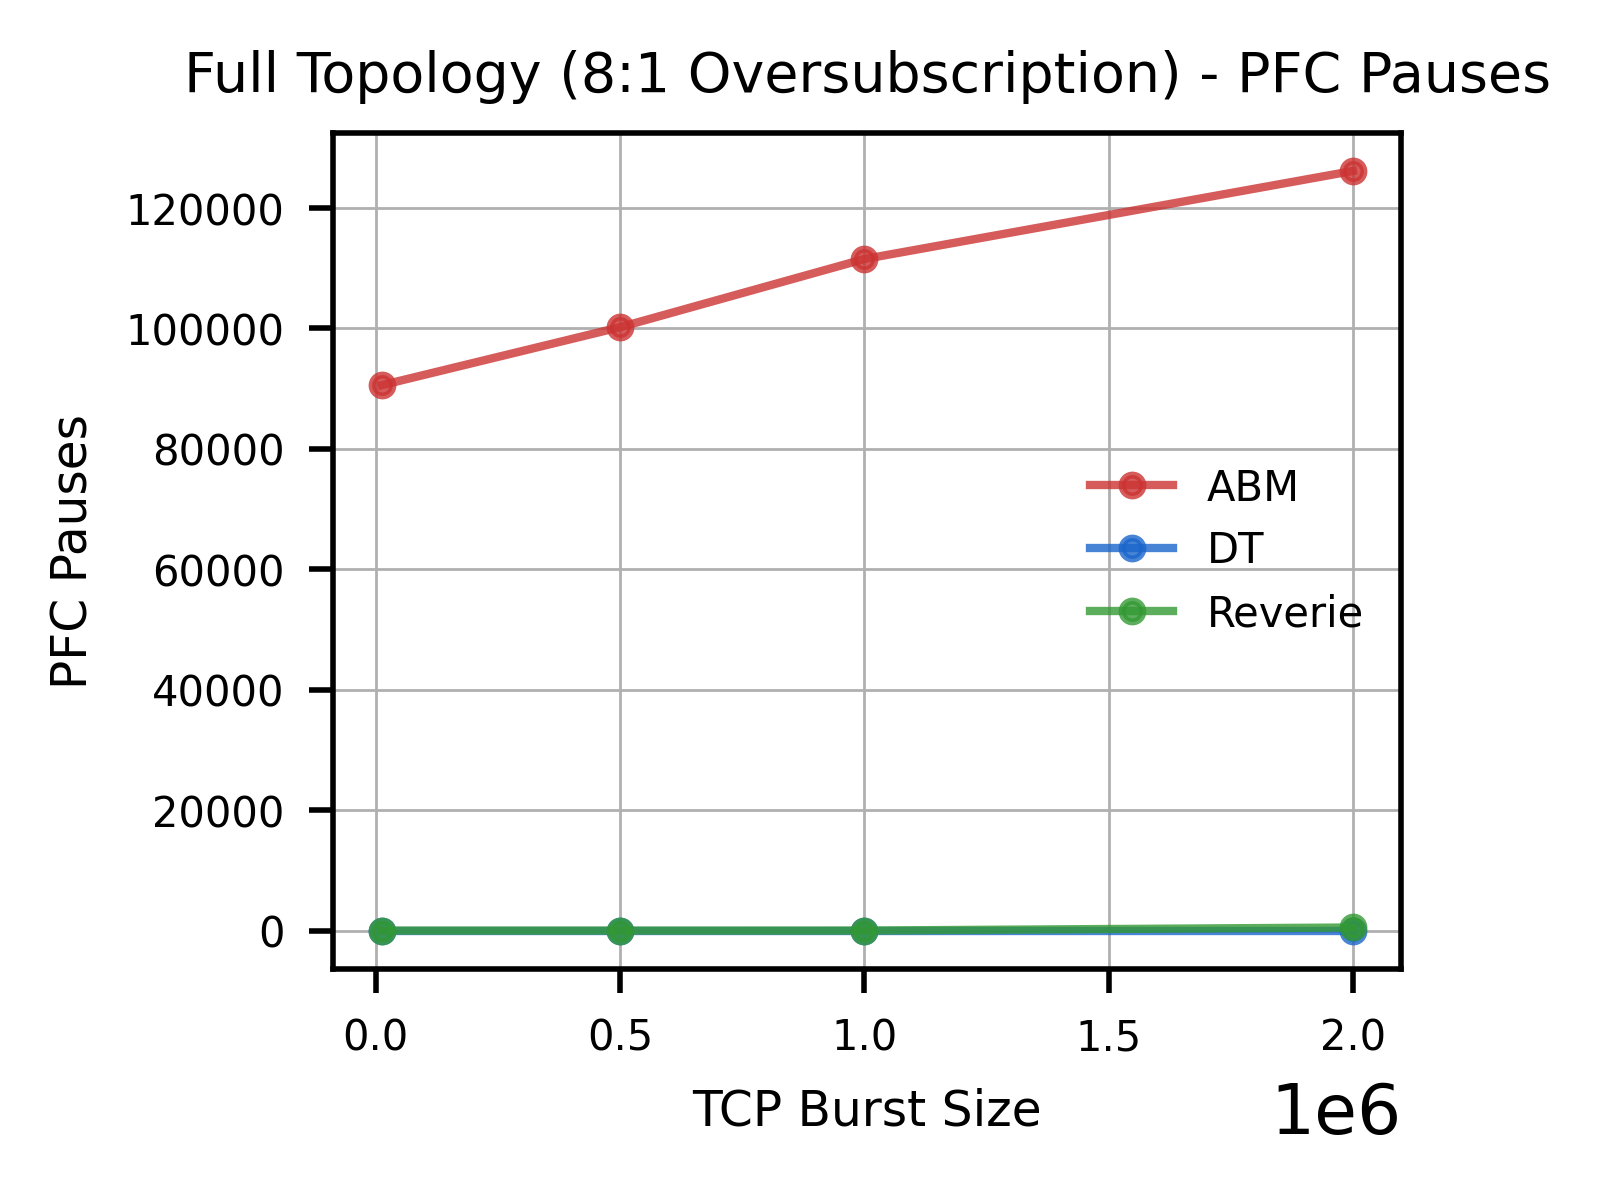 Full Topology (8:1 Oversubscription) - PFC Pauses
PFC Pauses
120000
100000
80000
60000
40000
20000
0
ABM
DT
Reverie
0.0 0.5 1.0 1.5 2.0
TCP Burst Size
1e6